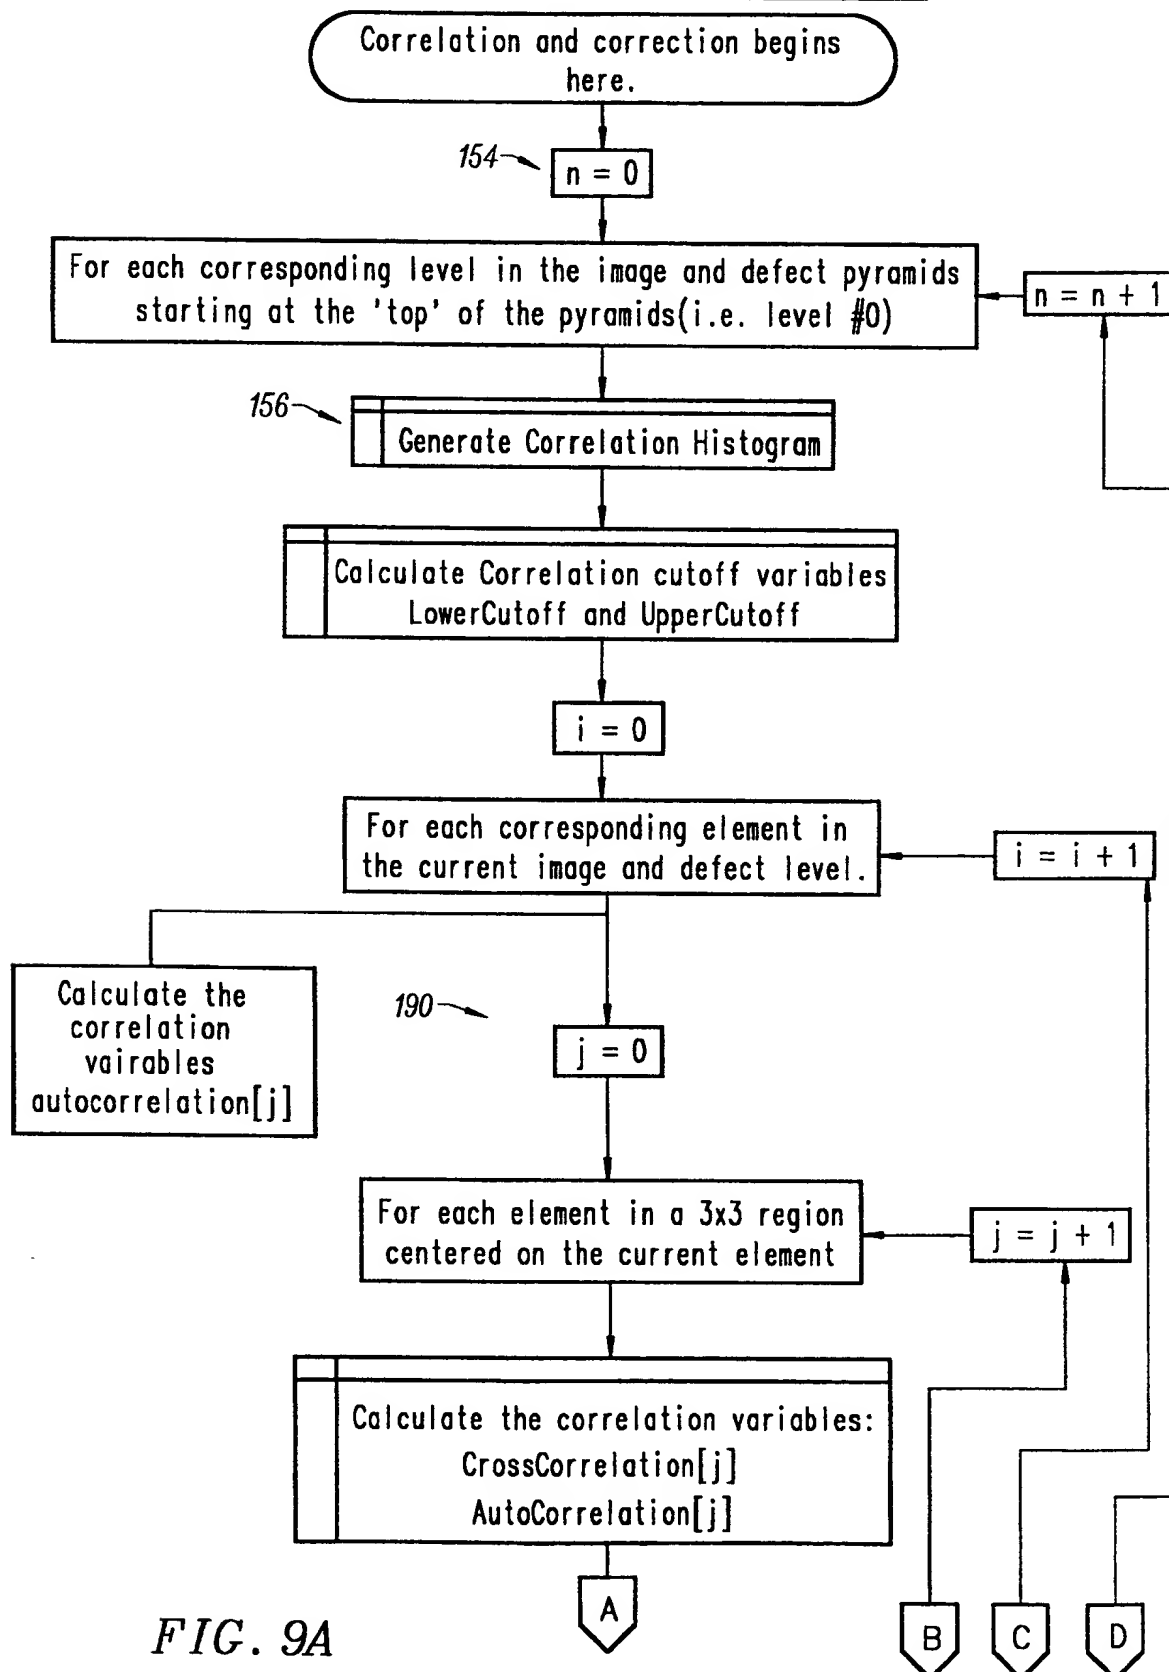 Correlation and correction begins
here.
154
n = 0
For each corresponding level in the image and defect pyramids
starting at the 'top' of the pyramids(i.e. level #0)
n = n + 1
156
Generate Correlation Histogram
Calculate Correlation cutoff variables
LowerCutoff and UpperCutoff
i = 0
For each corresponding element in
the current image and defect level.
i = i + 1
Calculate the
correlation
vairables
autocorrelation[j]
190
j = 0
For each element in a 3x3 region
centered on the current element
j = j + 1
Calculate the correlation variables:
CrossCorrelation[j]
AutoCorrelation[j]
A
B
C
D
FIG. 9A